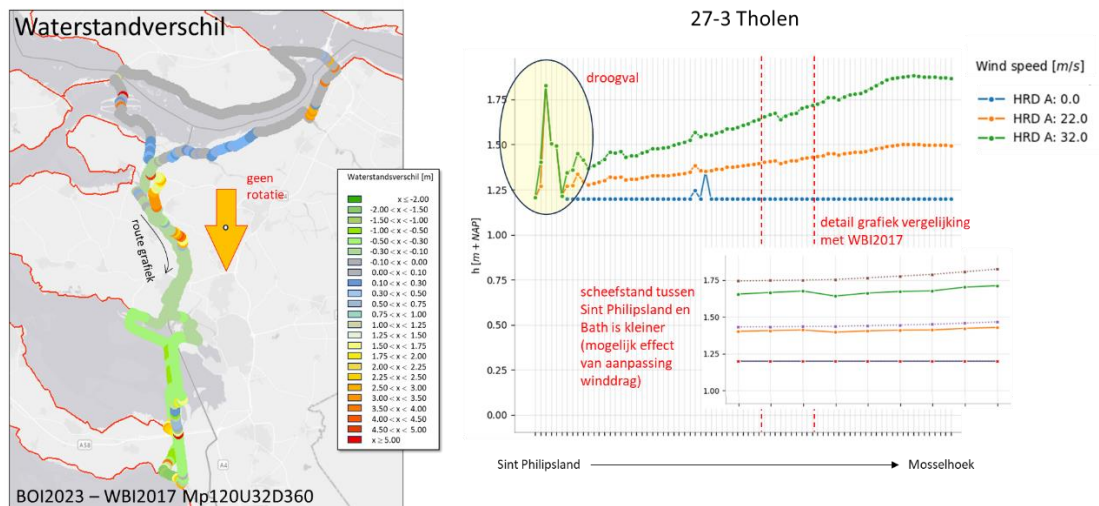 Waterstandverschil
geen
rotatie
route grafiek
A58
A4
Waterstandsverschil [m]
x ≤ -2.00
-2.00 < x < -1.50
-1.50 < x < -1.00
-1.00 < x < -0.50
-0.50 < x < -0.30
-0.30 < x < -0.10
-0.10 < x < 0.00
0.00 < x < 0.10
0.10 < x < 0.30
0.30 < x < 0.50
0.50 < x < 0.75
0.75 < x < 1.00
1.00 < x < 1.25
1.25 < x < 1.50
1.50 < x < 1.75
1.75 < x < 2.00
2.00 < x < 2.25
2.25 < x < 2.50
2.50 < x < 3.00
3.00 < x < 3.50
3.50 < x < 4.00
4.00 < x < 4.50
4.50 < x < 5.00
x ≥ 5.00
BOI2023 – WBI2017 Mp120U32D360
27-3 Tholen
droogval
Wind speed [m/s]
HRD A: 0.0
HRD A: 22.0
HRD A: 32.0
h [m + NAP]
1.75
1.50
1.25
1.00
0.75
0.50
0.25
0.00
detail grafiek vergelijking
met WBI2017
scheefstand tussen
Sint Philipsland en
Bath is kleiner
(mogelijk effect
van aanpassing
winddrag)
1.75
1.50
1.25
1.00
Sint Philipsland
Mosselhoek